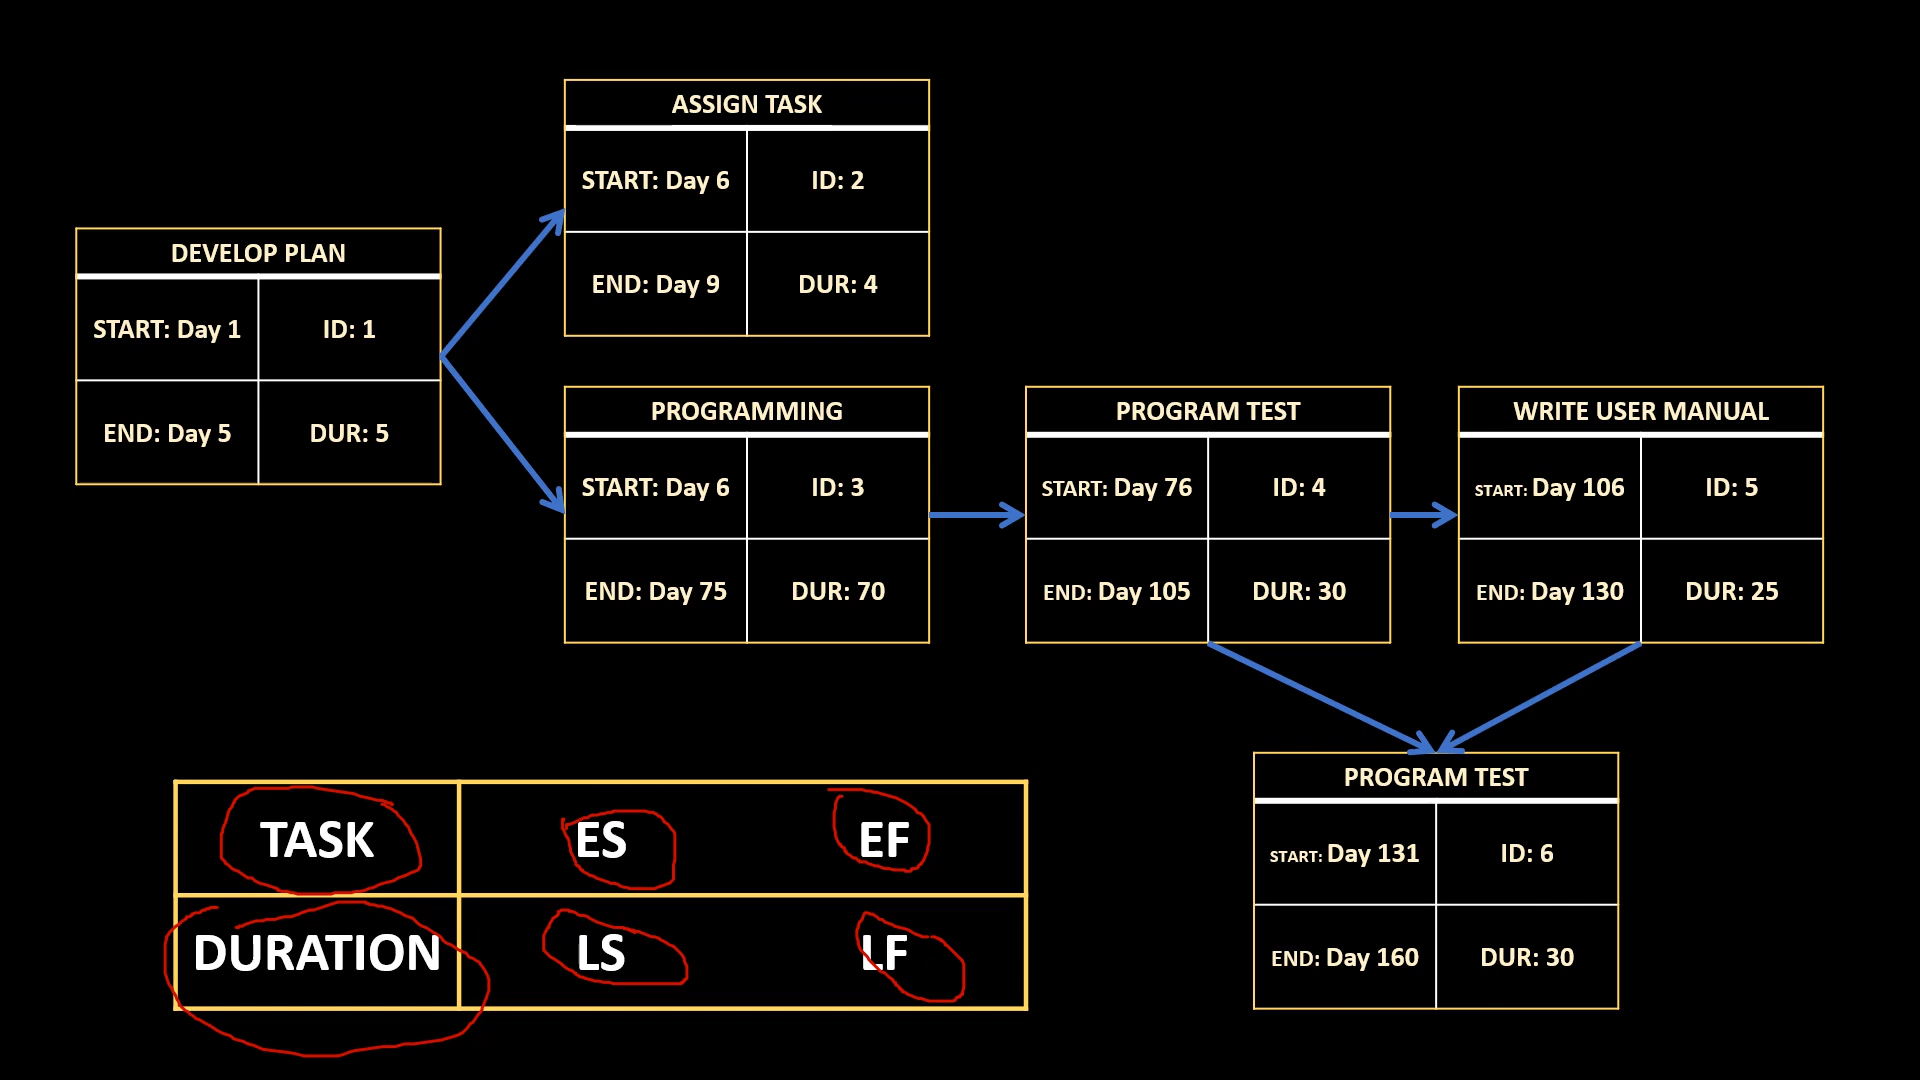 ASSIGN TASK
START: Day 6
ID: 2
END: Day 9
DUR: 4
DEVELOP PLAN
START: Day 1
ID: 1
END: Day 5
DUR: 5
PROGRAMMING
START: Day 6
ID: 3
END: Day 75
DUR: 70
PROGRAM TEST
START: Day 76
ID: 4
END: Day 105
DUR: 30
WRITE USER MANUAL
START: Day 106
ID: 5
END: Day 130
DUR: 25
PROGRAM TEST
START: Day 131
ID: 6
END: Day 160
DUR: 30
TASK
ES
EF
DURATION
LS
LF